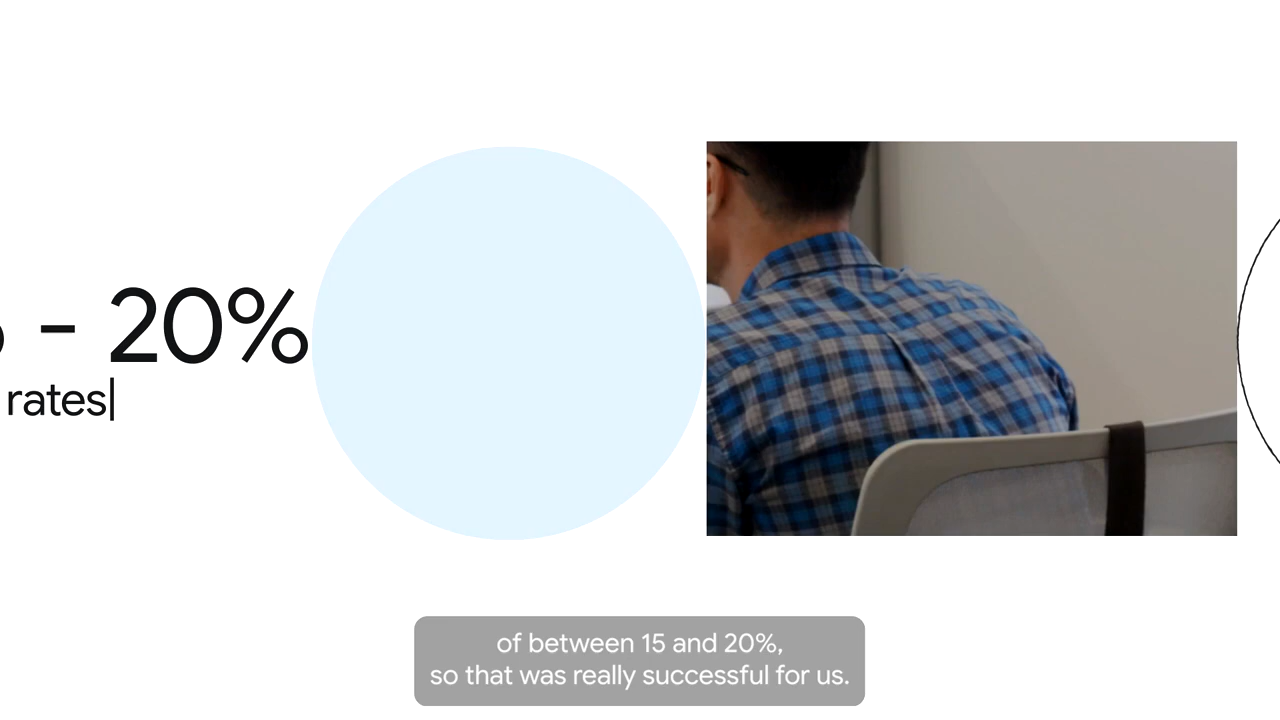 - 20%
rates
of between 15 and 20%,
so that was really successful for us.